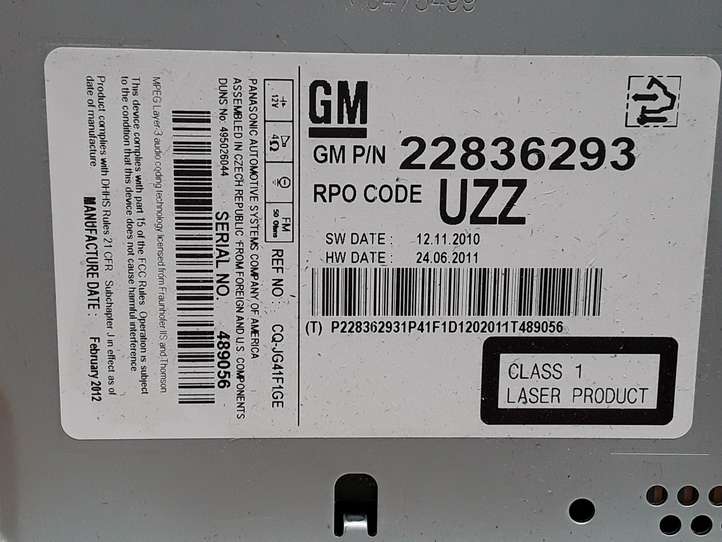 GM
GM P/N 22836293
RPO CODE UZZ
SW DATE : 12.11.2010
HW DATE : 24.06.2011
(T) P228362931P41F1D1202011T489056
CLASS 1
LASER PRODUCT
12V
4Ω
FM
50 Ohms
REF NO : CQ-JG41F1GE
PANASONIC AUTOMOTIVE SYSTEMS COMPANY OF AMERICA
ASSEMBLED IN CZECH REPUBLIC *FROM FOREIGN AND U.S. COMPONENTS
DUNS No. 495026044
SERIAL NO. 489056
MPEG Layer 3 audio coding technology licensed from Fraunhofer IIS and Thomson
This device complies with part 15 of the FCC Rules. Operation is subject
to the condition that this device does not cause harmful interference
Product complies with DHHS Rules 21 CFR Subchapter J in effect as of
date of manufacture
MANUFACTURE DATE : February 2012